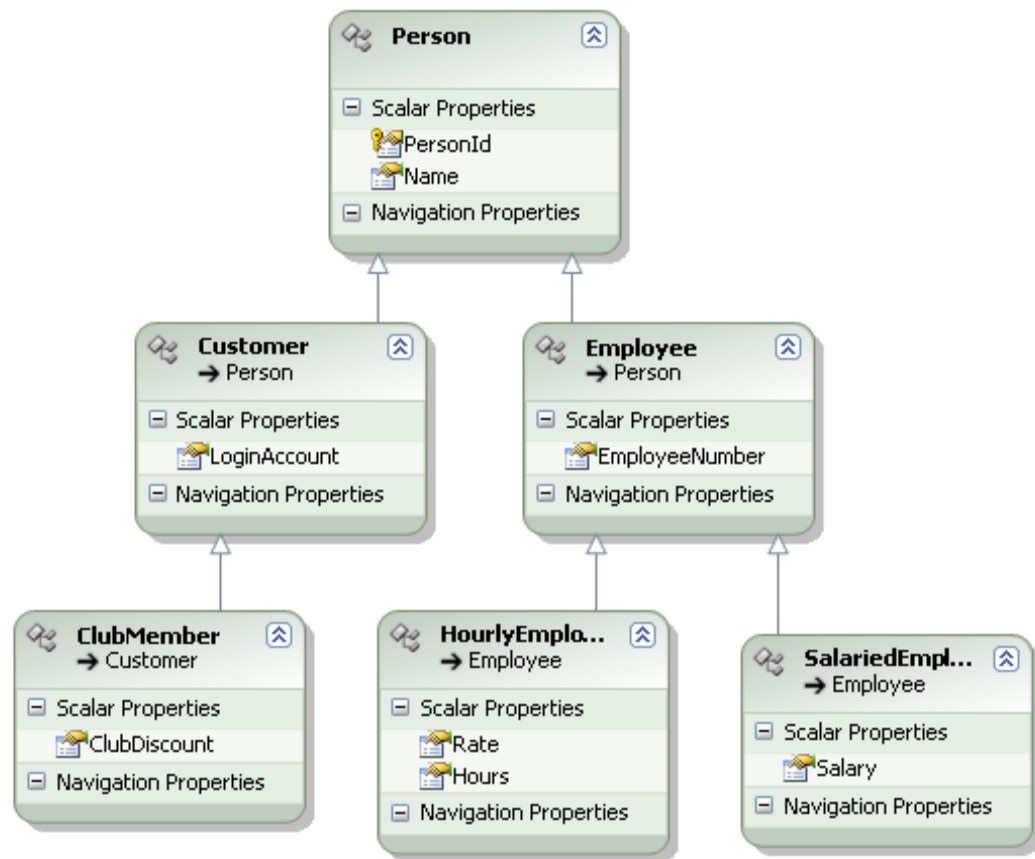 Person
Scalar Properties
PersonId
Name
Navigation Properties
Customer
Person
Scalar Properties
LoginAccount
Navigation Properties
Employee
Person
Scalar Properties
EmployeeNumber
Navigation Properties
ClubMember
Customer
Scalar Properties
ClubDiscount
Navigation Properties
HourlyEmplo...
Employee
Scalar Properties
Rate
Hours
Navigation Properties
SalariedEmpl...
Employee
Scalar Properties
Salary
Navigation Properties